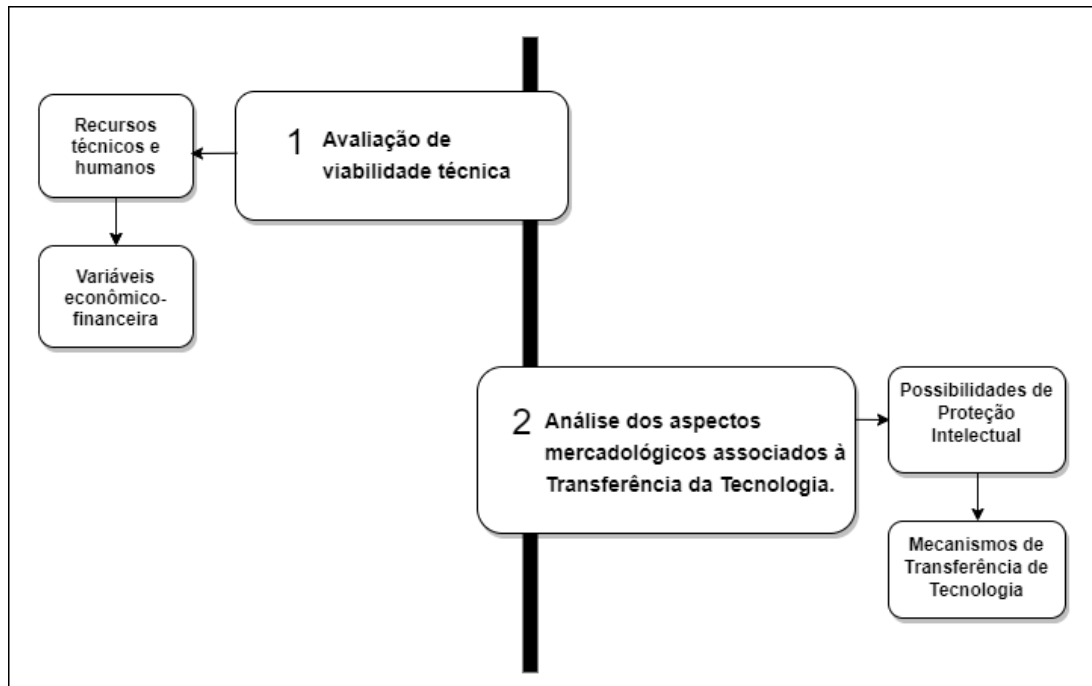 1 Avaliação de
viabilidade técnica
Recursos
técnicos e
humanos
Variáveis
econômico-
financeira
2 Análise dos aspectos
mercadológicos associados à
Transferência da Tecnologia.
Possibilidades de
Proteção
Intelectual
Mecanismos de
Transferência de
Tecnologia